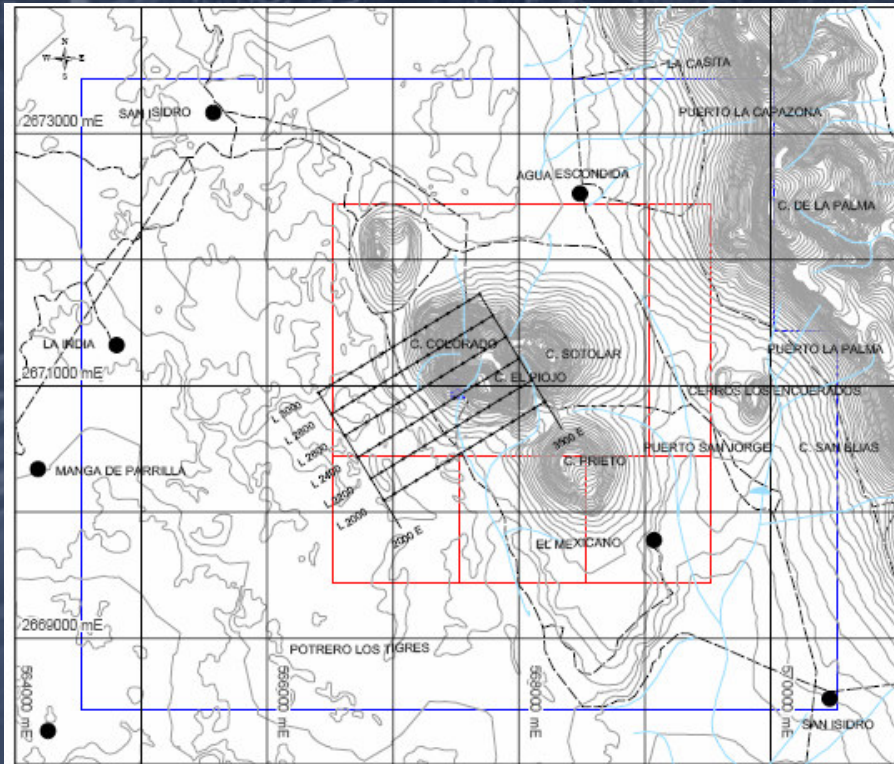 N
W E
S
LA CASITA
SAN ISIDRO
PUERTO LA CAPAZONA
2673000 mE
AGUA ESCONDIDA
C. DE LA PALMA
LA INDIA
C. COLORADO
C. SOTOLAR
PUERTO LA PALMA
2671000 mE
C. EL PIOJO
CERROS LOS ENCUERADOS
L 3000
L 2800
L 2600
L 2400
L 2200
L 2000
3500 E
2000 E
PUERTO SAN JORGE
C. SAN ELIAS
MANGA DE PARRILLA
C. PRIETO
EL MEXICANO
2669000 mE
POTRERO LOS TIGRES
564000 mE
566000 mE
568000 mE
570000 mE
SAN ISIDRO